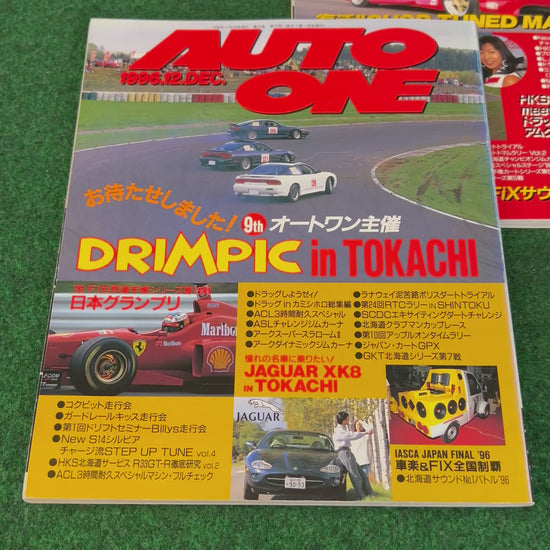 AUTO
ONE
1996.12.DEC.
お待たせしました!
9th オートワン主催
DRIMPIC in TOKACHI
日本グランプリ
Marlboro
●ドラッグしようぜィ!
●ドラッグ in カミシホロ総集編
●ACL3時間耐久スペシャル
●ASLチャレンジジムカーナ
●アークスパースラロームII
●アークダイナミックジムカーナ
●ラナウェイ泥苦路ポリスダートトライアル
●第24回RTCラリー IN SHINTOKU
●SCDCエキサイティングダートチャレンジ
●北海道クラブマンカップレース
●第10回アップルオンタイムラリー
●ジャパン・カートGPX
●GKT北海道シリーズ第7戦
憧れの名車に乗りたい!
JAGUAR XK8
IN TOKACHI
JAGUAR
●コクピット走行会
●ガードレールキッズ走行会
●第1回ドリフトセミナーBillys走行会
●New S14シルビア
チャージ流STEP UP TUNE vol.4
●HKS北海道サービス R33GT-R徹底研究 vol.2
●ACL3時間耐久スペシャルマシン・フルチェック
IASCA JAPAN FINAL '96
車楽&FIX全国制覇
●北海道サウンドNo.1バトル'96
TUNED MA
HKS